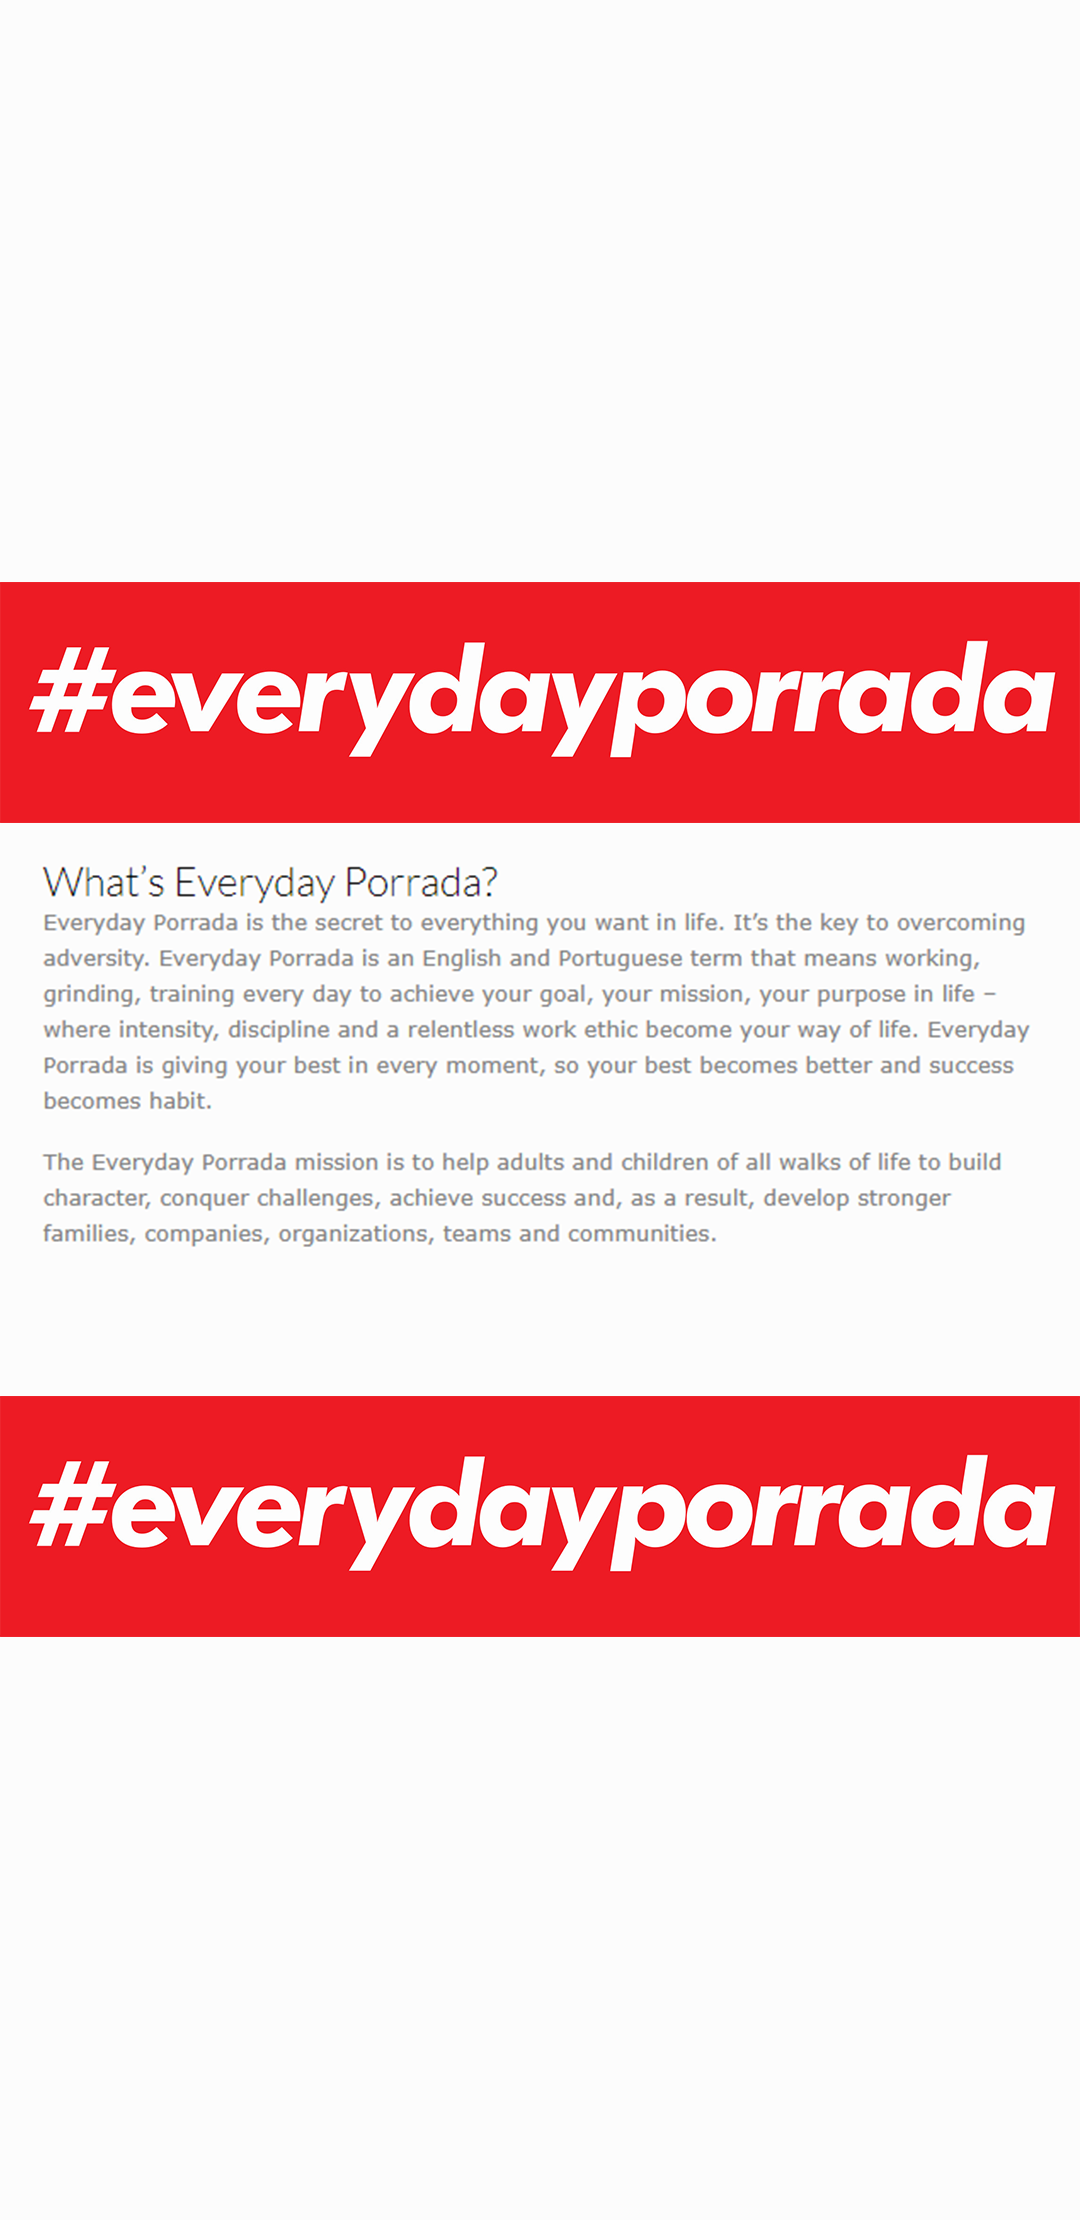 #everydayporrada
What’s Everyday Porrada?
Everyday Porrada is the secret to everything you want in life. It’s the key to overcoming
adversity. Everyday Porrada is an English and Portuguese term that means working,
grinding, training every day to achieve your goal, your mission, your purpose in life –
where intensity, discipline and a relentless work ethic become your way of life. Everyday
Porrada is giving your best in every moment, so your best becomes better and success
becomes habit.
The Everyday Porrada mission is to help adults and children of all walks of life to build
character, conquer challenges, achieve success and, as a result, develop stronger
families, companies, organizations, teams and communities.
#everydayporrada